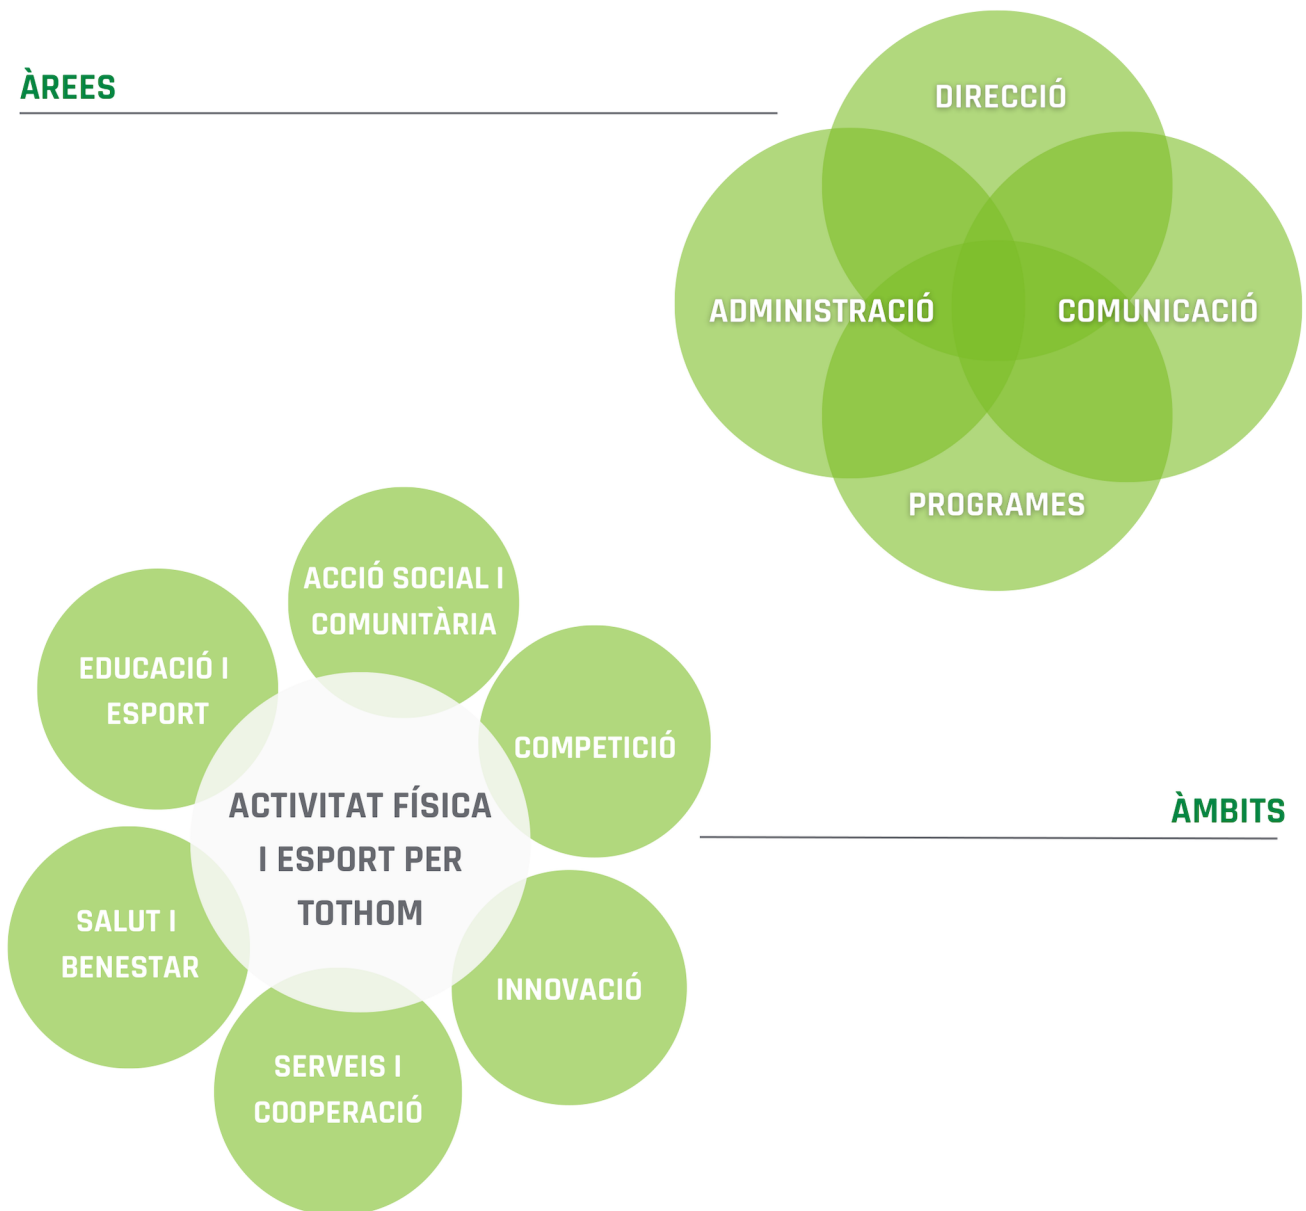 ÀREES
DIRECCIÓ
ADMINISTRACIÓ
COMUNICACIÓ
PROGRAMES
ACCIÓ SOCIAL I
COMUNITÀRIA
EDUCACIÓ I
ESPORT
COMPETICIÓ
ACTIVITAT FÍSICA
I ESPORT PER
TOTHOM
ÀMBITS
SALUT I
BENESTAR
INNOVACIÓ
SERVEIS I
COOPERACIÓ